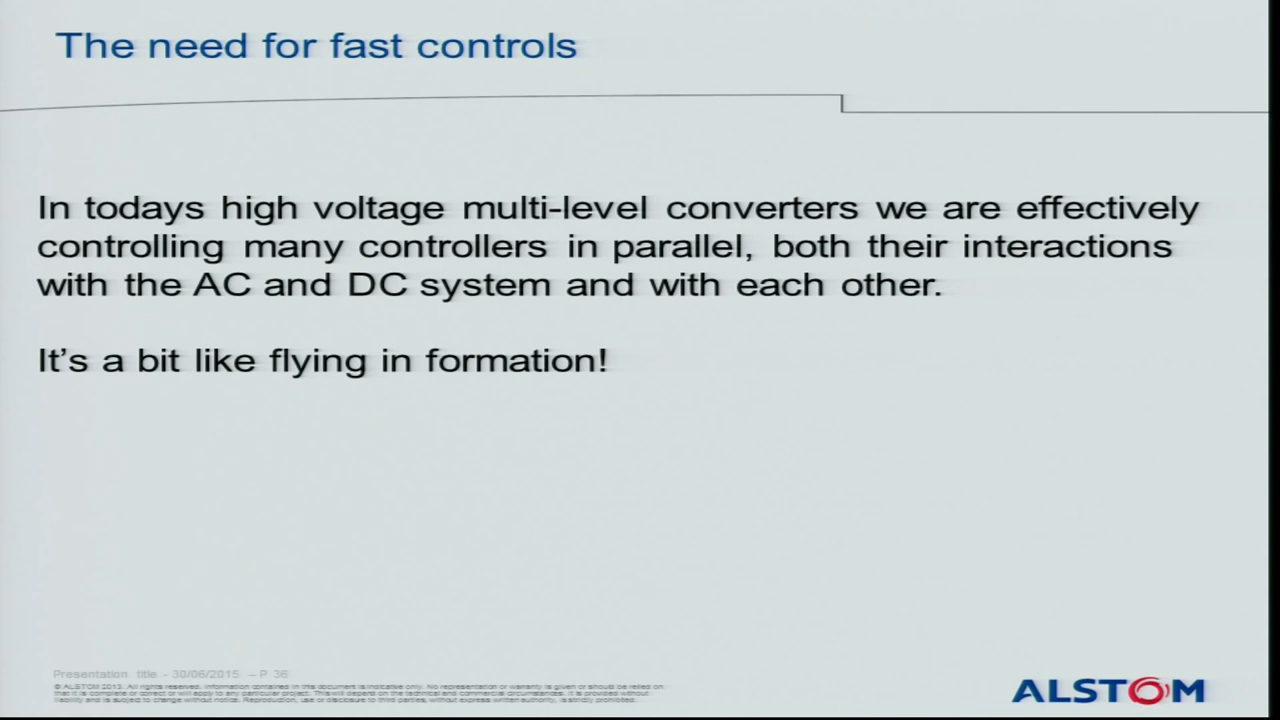 The need for fast controls
In todays high voltage multi-level converters we are effectively
controlling many controllers in parallel, both their interactions
with the AC and DC system and with each other.
It's a bit like flying in formation!
Presentation title - 30/06/2015 – P 36
© ALSTOM 2013. All rights reserved. Information contained in this document is indicative only. No representation or warranty is given or should be relied on
that it is complete or correct or will apply to any particular project. This will depend on the technical and commercial circumstances. It is provided without
liability and is subject to change without notice. Reproduction, use or disclosure to third parties, without express written authority, is strictly prohibited.
ALSTOM